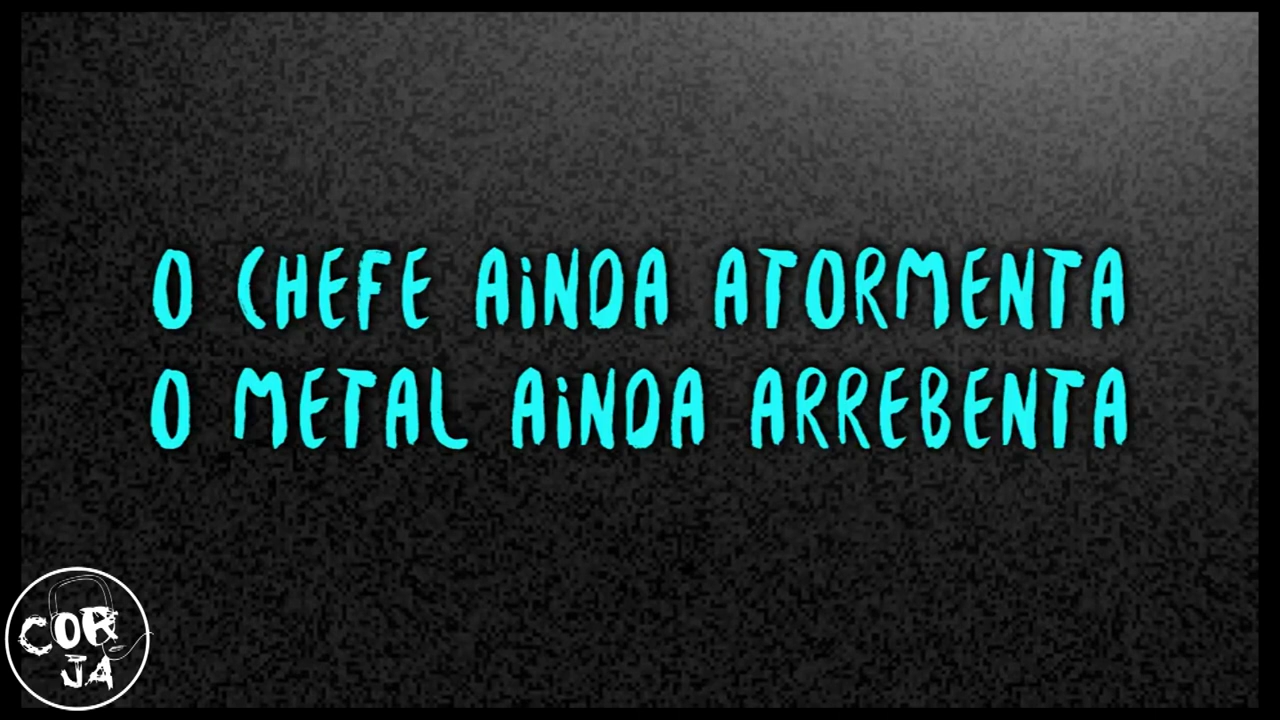 O CHEFE AiNDA ATORMENTA
O METAL AiNDA ARREBENTA
COR
JA